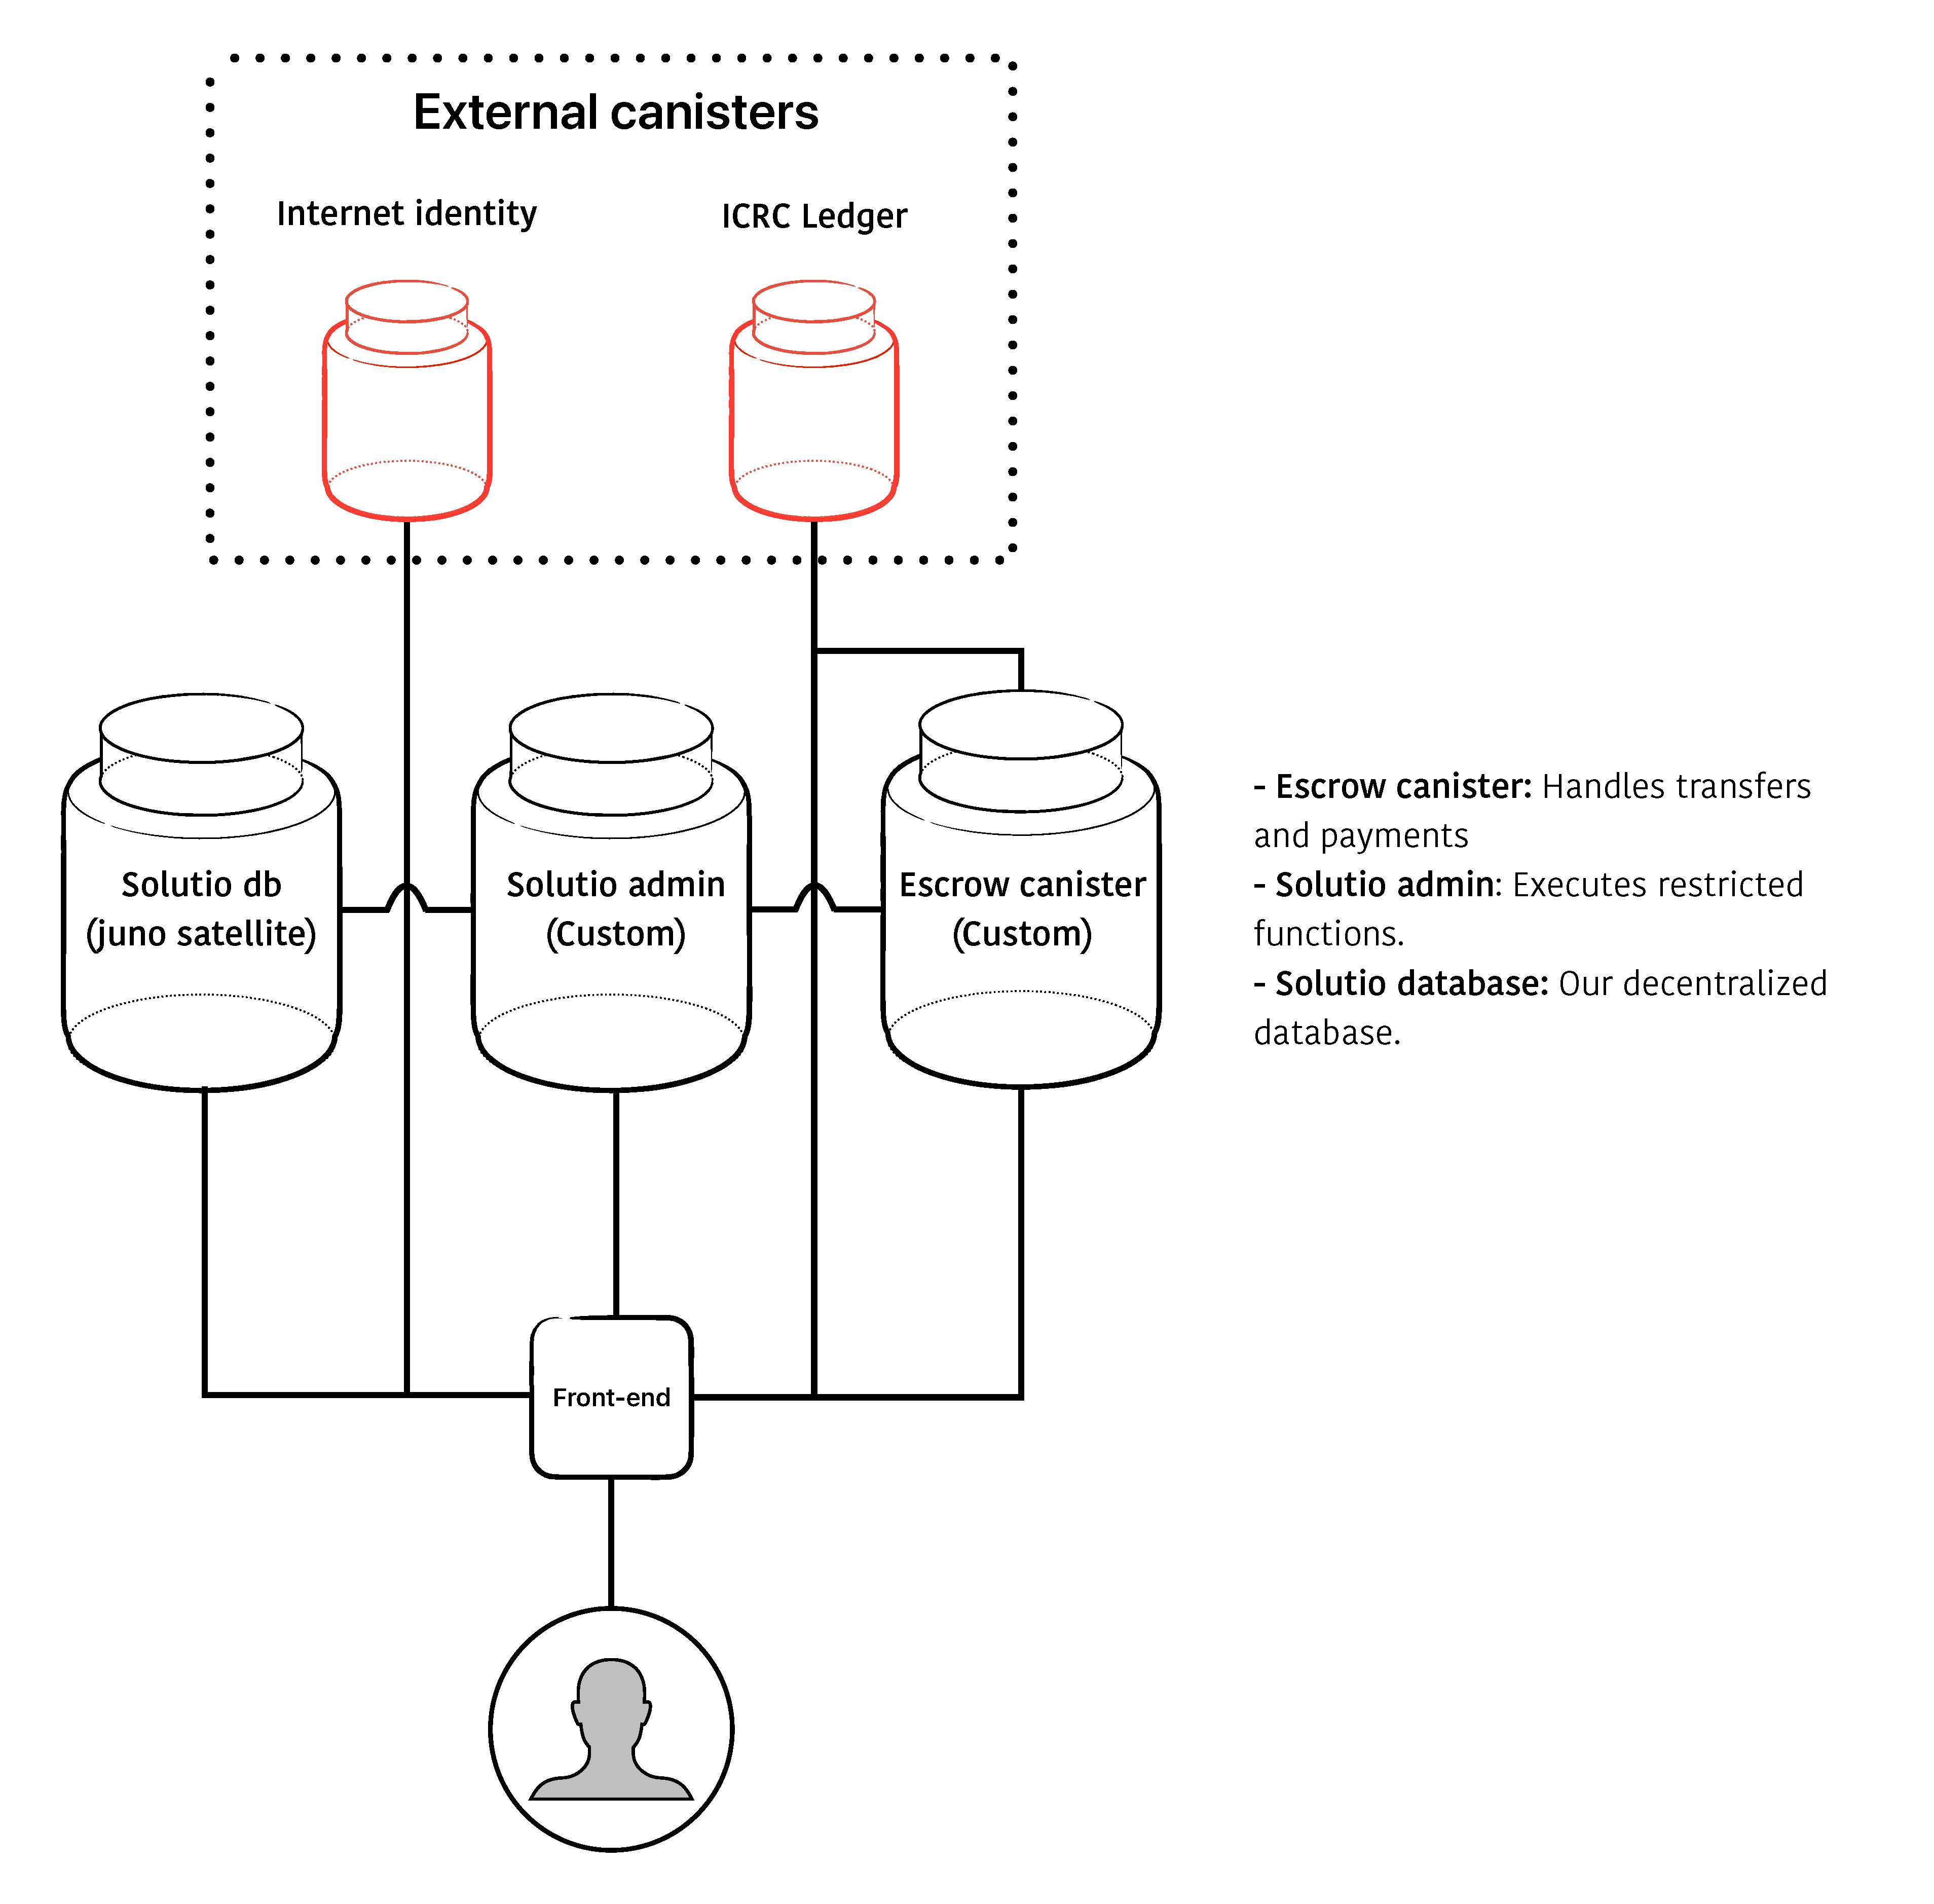 External canisters
Internet identity
ICRC Ledger
Solutio db
(juno satellite)
Solutio admin
(Custom)
Escrow canister
(Custom)
- Escrow canister: Handles transfers
and payments
- Solutio admin: Executes restricted
functions.
- Solutio database: Our decentralized
database.
Front-end